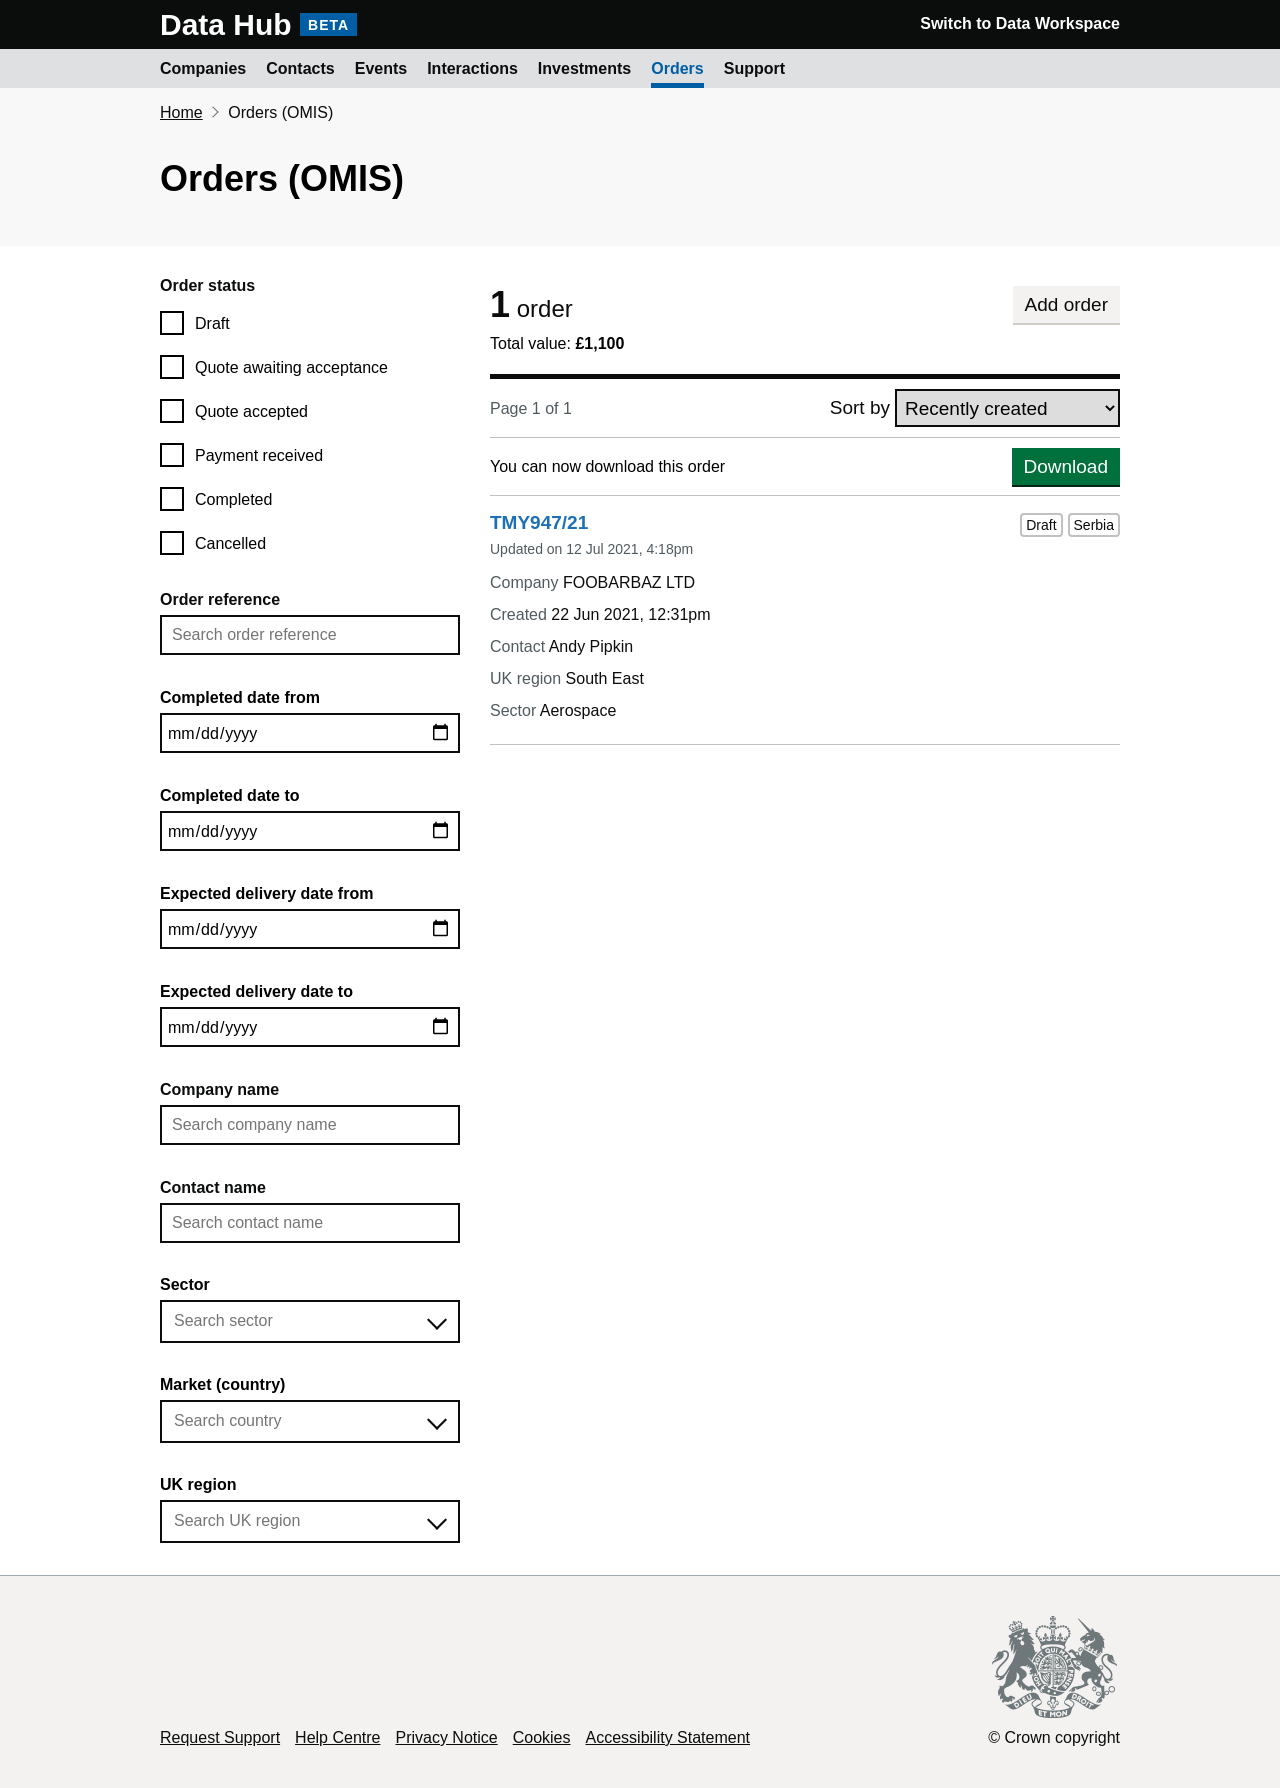 Data Hub BETA
Switch to Data Workspace
Companies Contacts Events Interactions Investments Orders Support
Home Orders (OMIS)
Orders (OMIS)
Order status
Draft
Quote awaiting acceptance
Quote accepted
Payment received
Completed
Cancelled
Order reference
Search order reference
Completed date from
mm/dd/yyyy
Completed date to
mm/dd/yyyy
Expected delivery date from
mm/dd/yyyy
Expected delivery date to
mm/dd/yyyy
Company name
Search company name
Contact name
Search contact name
Sector
Search sector
Market (country)
Search country
UK region
Search UK region
1 order
Add order
Total value: £1,100
Page 1 of 1
Sort by Recently created
You can now download this order
Download
TMY947/21
Draft Serbia
Updated on 12 Jul 2021, 4:18pm
Company FOOBARBAZ LTD
Created 22 Jun 2021, 12:31pm
Contact Andy Pipkin
UK region South East
Sector Aerospace
Request Support Help Centre Privacy Notice Cookies Accessibility Statement
© Crown copyright